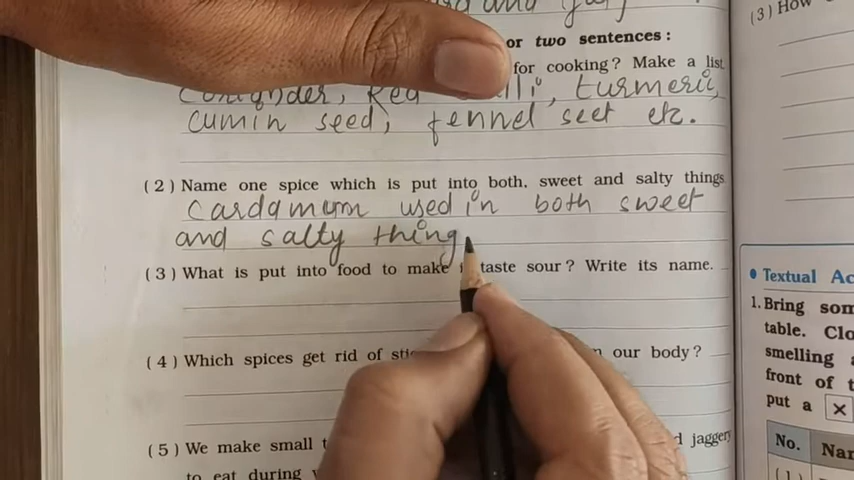 and
(3) How
or two sentences :
for cooking? Make a list
Coriander, Red chilli, turmeric,
cumin seed, fennel seet etc.
(2) Name one spice which is put into both. sweet and salty things
cardamum used in both sweet
and salty thing
(3) What is put into food to make taste sour? Write its name.
(4) Which spices get rid of our body?
(5) We make small jaggery
to eat during
Textual
1. Bring
table.
smelling
front of
put a ×
No.
(1)